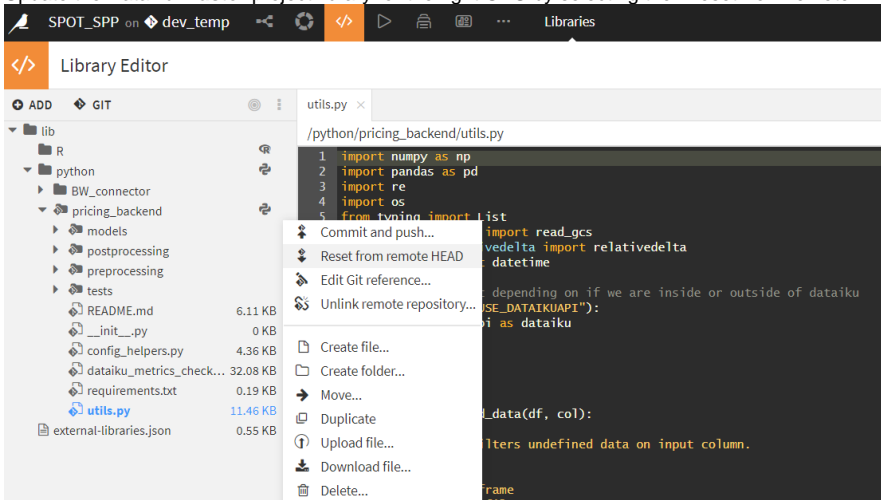 SPOT_SPP on dev_temp
Libraries
Library Editor
ADD GIT
lib
R
python
BW_connector
pricing_backend
models
postprocessing
preprocessing
tests
README.md 6.11 KB
__init__.py 0 KB
config_helpers.py 4.36 KB
dataiku_metrics_check... 32.08 KB
requirements.txt 0.19 KB
utils.py 11.46 KB
external-libraries.json 0.55 KB
utils.py ×
/python/pricing_backend/utils.py
1 import numpy as np
2 import pandas as pd
3 import re
4 import os
5 from typing import List
import read_gcs
vedelta import relativedelta
datetime
depending on if we are inside or outside of dataiku
USE_DATAIKUAPI"):
pi as dataiku
d_data(df, col):
lters undefined data on input column.
frame
Commit and push...
Reset from remote HEAD
Edit Git reference...
Unlink remote repository...
Create file...
Create folder...
Move...
Duplicate
Upload file...
Download file...
Delete...